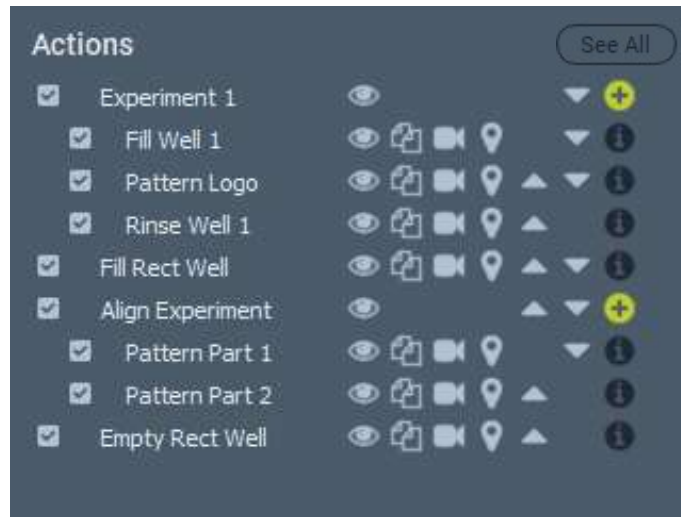 Actions
See All
Experiment 1
Fill Well 1
Pattern Logo
Rinse Well 1
Fill Rect Well
Align Experiment
Pattern Part 1
Pattern Part 2
Empty Rect Well